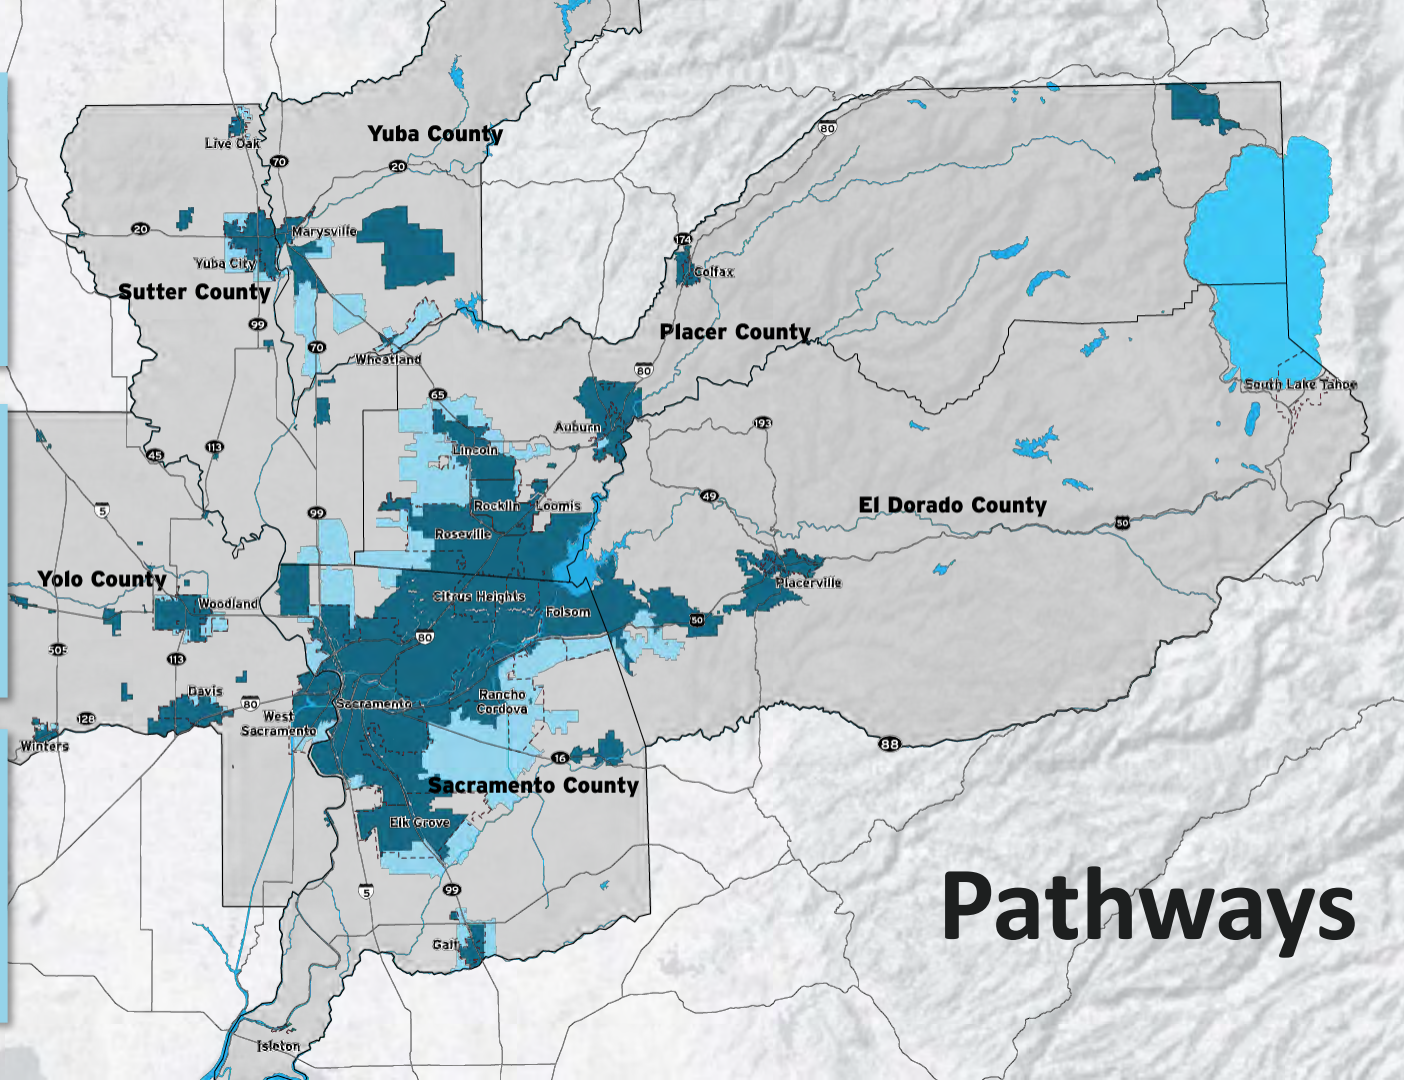 Yuba County
Live Oak
70
20
80
20
Marysville
174
Yuba City
Colfax
Sutter County
99
Placer County
70
Wheatland
80
South Lake Tahoe
65
193
Auburn
113
Lincoln
45
49
5
99
Rocklin
Loomis
El Dorado County
50
Roseville
Yolo County
Placerville
Citrus Heights
Woodland
Folsom
50
80
505
113
Davis
Rancho
Cordova
80
Sacramento
128
West
Sacramento
Winters
88
16
Sacramento County
Elk Grove
5
99
Pathways
Galt
Isleton